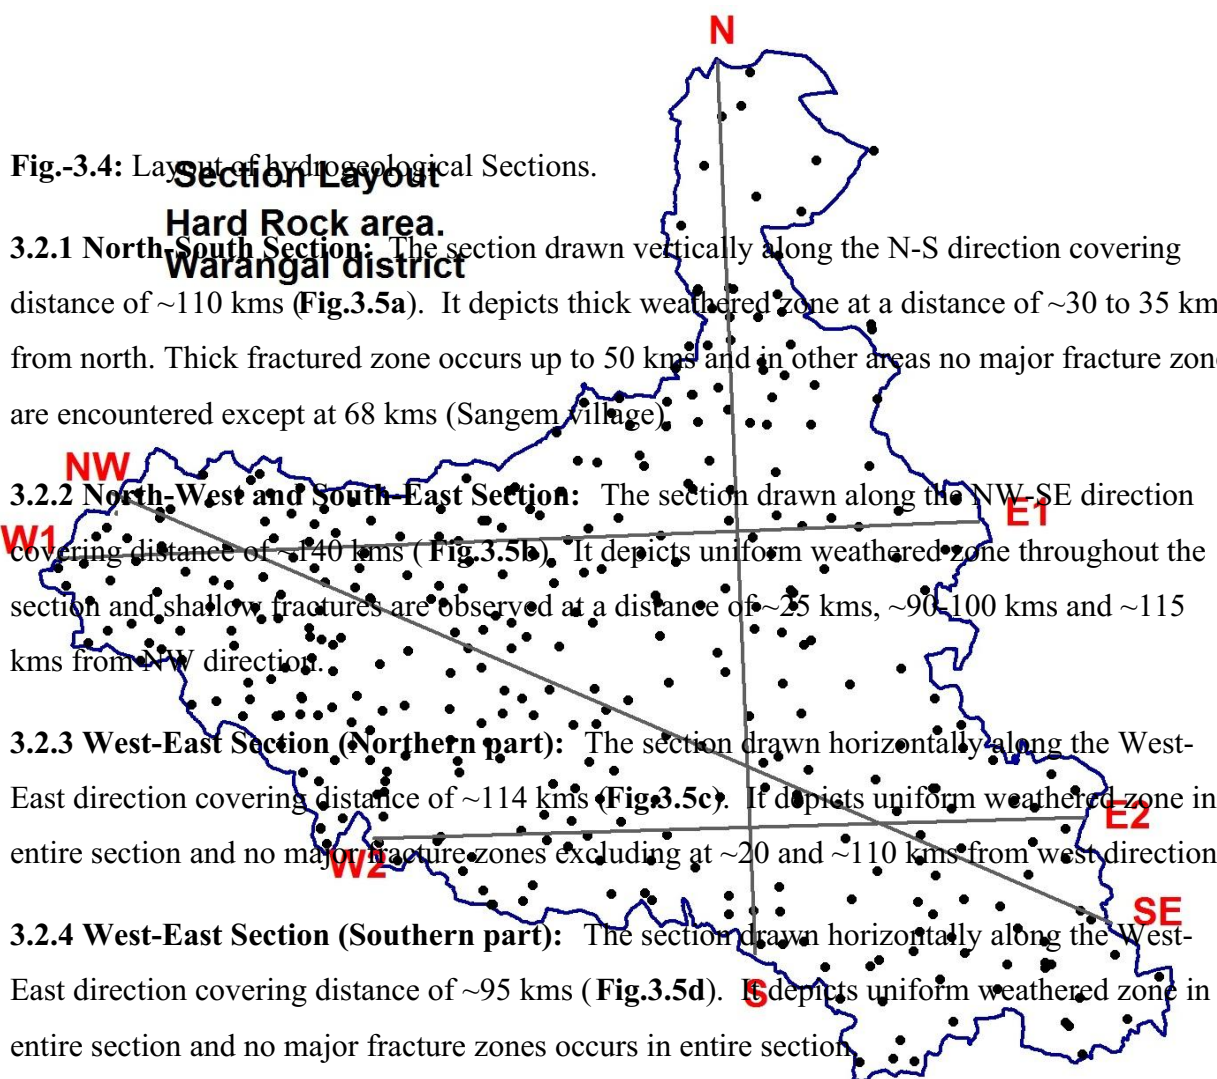 N
Fig.-3.4: Layout of hydrogeological Sections.
Section Layout
Hard Rock area.
Warangal district
3.2.1 North-South Section: The section drawn vertically along the N-S direction covering
distance of ~110 kms (Fig.3.5a). It depicts thick weathered zone at a distance of ~30 to 35 km
from north. Thick fractured zone occurs up to 50 kms and in other areas no major fracture zon
are encountered except at 68 kms (Sangem village)
NW
3.2.2 North-West and South-East Section: The section drawn along the NW-SE direction
E1
W1
covering distance of ~140 kms (Fig.3.5b). It depicts uniform weathered zone throughout the
section and shallow fractures are observed at a distance of ~25 kms, ~90-100 kms and ~115
kms from NW direction.
3.2.3 West-East Section (Northern part): The section drawn horizontally along the West-
East direction covering distance of ~114 kms (Fig.3.5c). It depicts uniform weathered zone in
E2
entire section and no major fracture zones excluding at ~20 and ~110 kms from west direction
W2
SE
3.2.4 West-East Section (Southern part): The section drawn horizontally along the West-
East direction covering distance of ~95 kms (Fig.3.5d). It depicts uniform weathered zone in
S
entire section and no major fracture zones occurs in entire section